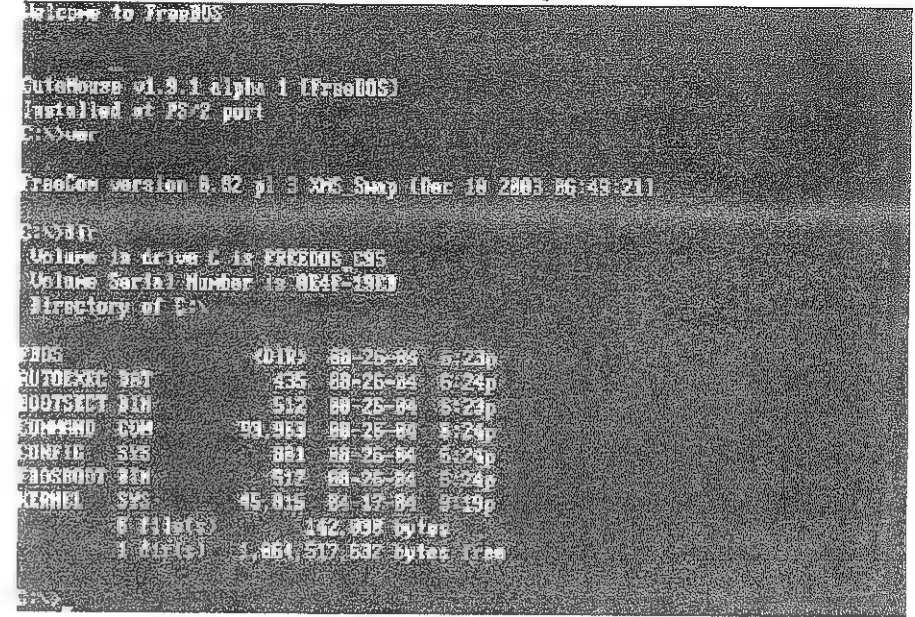 Welcome to FreeDOS
CuteMouse v1.9.1 alpha 1 [FreeDOS]
Installed at PS/2 port
C:\>ver
FreeCom version 0.82 pl 3 XMS_Swap [Dec 10 2003 06:49:21]
C:\>dir
Volume in drive C is FREEDOS_C95
Volume Serial Number is
Directory of C:\
FDOS <DIR> 08-26-04 6:23p
AUTOEXEC BAT 435 08-26-04 6:24p
BOOTSECT BIN 512 08-26-04 6:23p
COMMAND COM 93,963 08-26-04 6:24p
CONFIG SYS 801 08-26-04 6:24p
FDOSBOOT BIN 512 08-26-04 6:24p
KERNEL SYS 45,815 04-17-04 9:19p
6 file(s) 142,038 bytes
1 dir(s) 1,064,517,632 bytes free
C:\>_